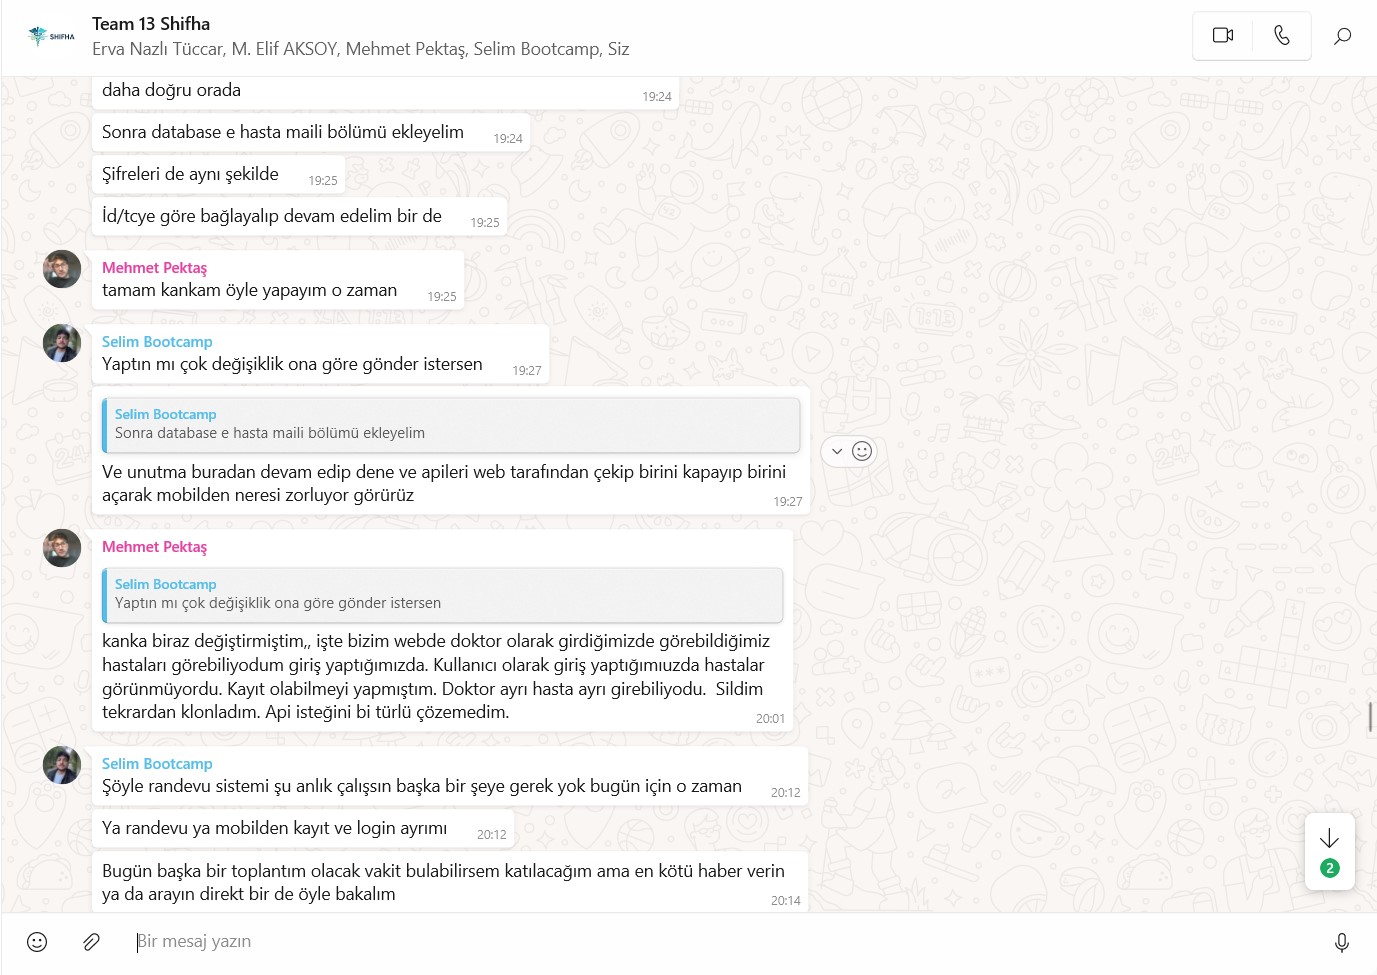 SHIFHA
Team 13 Shifha
Erva Nazlı Tüccar, M. Elif AKSOY, Mehmet Pektaş, Selim Bootcamp, Siz
daha doğru orada
19:24
Sonra database e hasta maili bölümü ekleyelim
19:24
Şifreleri de aynı şekilde
19:25
İd/tcye göre bağlayalıp devam edelim bir de
19:25
Mehmet Pektaş
tamam kankam öyle yapayım o zaman
19:25
Selim Bootcamp
Yaptın mı çok değişiklik ona göre gönder istersen
19:27
Selim Bootcamp
Sonra database e hasta maili bölümü ekleyelim
Ve unutma buradan devam edip dene ve apileri web tarafından çekip birini kapayıp birini
açarak mobilden neresi zorluyor görürüz
19:27
Mehmet Pektaş
Selim Bootcamp
Yaptın mı çok değişiklik ona göre gönder istersen
kanka biraz değiştirmiştim,, işte bizim webde doktor olarak girdiğimizde görebildiğimiz
hastaları görebiliyodum giriş yaptığımızda. Kullanıcı olarak giriş yaptığımıuzda hastalar
görünmüyordu. Kayıt olabilmeyi yapmıştım. Doktor ayrı hasta ayrı girebiliyodu.  Sildim
tekrardan klonladım. Api isteğini bi türlü çözemedim.
20:01
Selim Bootcamp
Şöyle randevu sistemi şu anlık çalışsın başka bir şeye gerek yok bugün için o zaman
20:12
Ya randevu ya mobilden kayıt ve login ayrımı
20:12
Bugün başka bir toplantım olacak vakit bulabilirsem katılacağım ama en kötü haber verin
ya da arayın direkt bir de öyle bakalım
20:14
2
Bir mesaj yazın